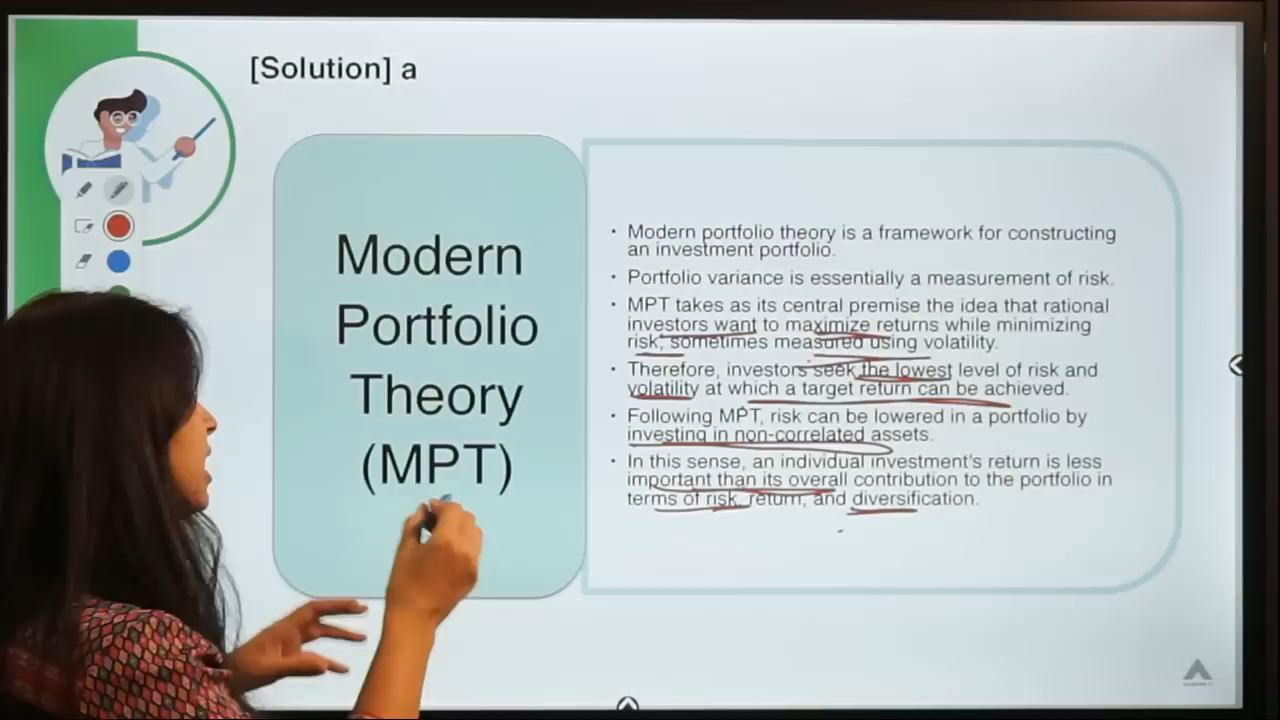 [Solution] a
Modern
Portfolio
Theory
(MPT)
• Modern portfolio theory is a framework for constructing
an investment portfolio.
• Portfolio variance is essentially a measurement of risk.
• MPT takes as its central premise the idea that rational
investors want to maximize returns while minimizing
risk, sometimes measured using volatility.
• Therefore, investors seek the lowest level of risk and
volatility at which a target return can be achieved.
• Following MPT, risk can be lowered in a portfolio by
investing in non-correlated assets.
• In this sense, an individual investment's return is less
important than its overall contribution to the portfolio in
terms of risk, return, and diversification.